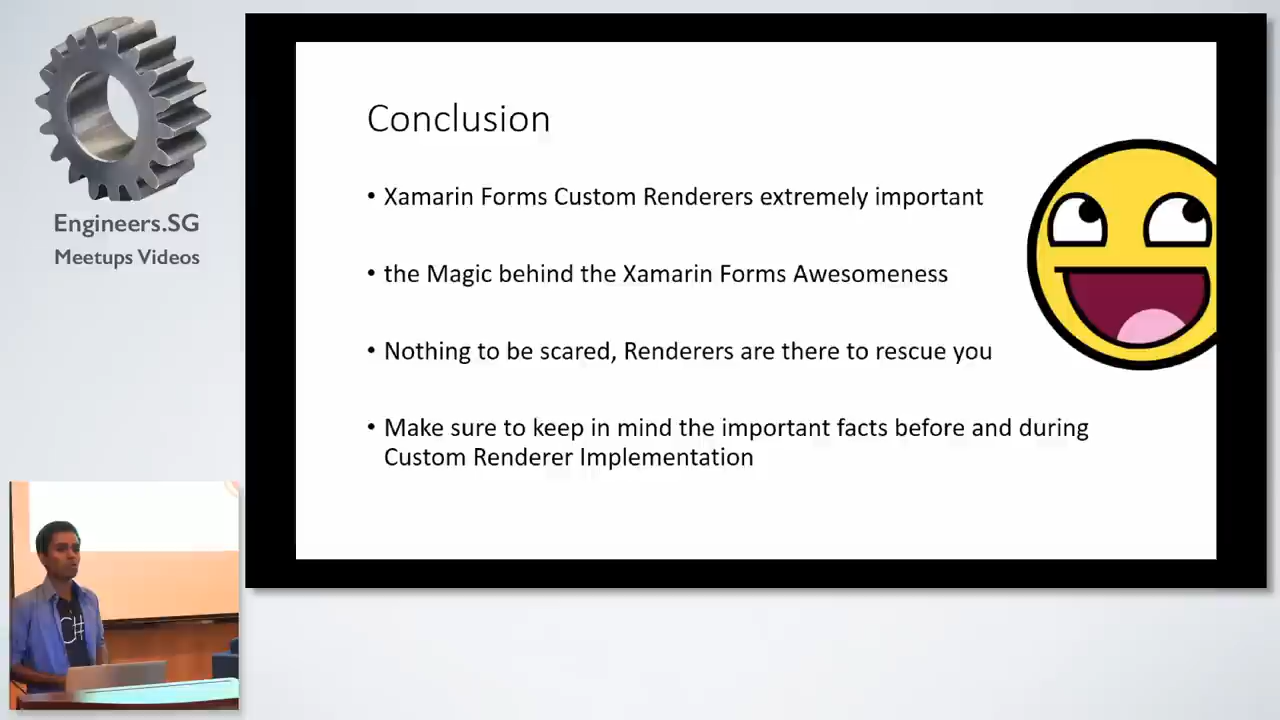 Engineers.SG
Meetups Videos
Conclusion
• Xamarin Forms Custom Renderers extremely important
• the Magic behind the Xamarin Forms Awesomeness
• Nothing to be scared, Renderers are there to rescue you
• Make sure to keep in mind the important facts before and during
Custom Renderer Implementation
C#